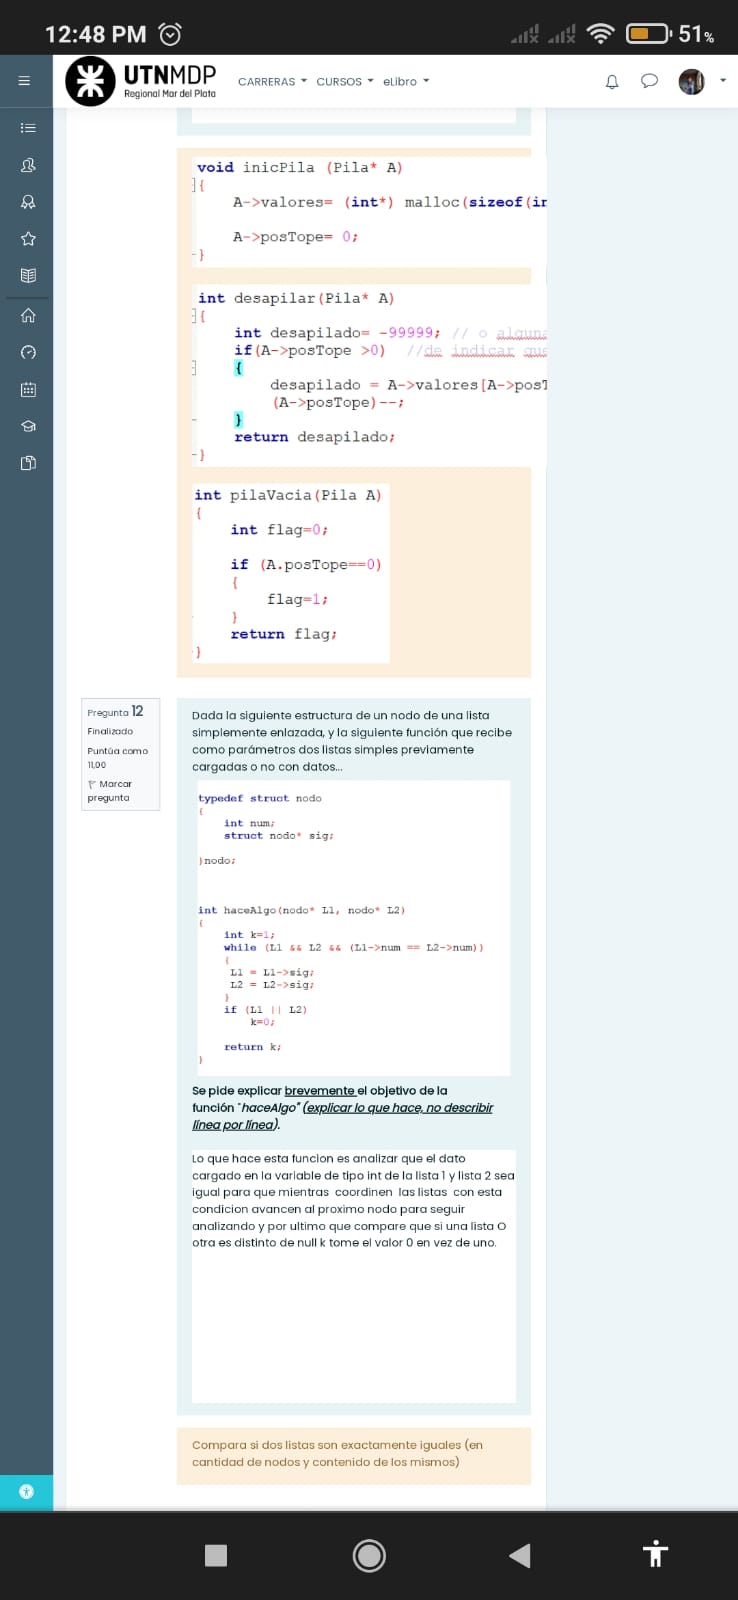 12:48 PM
51%
UTNMDP
Regional Mar del Plata
CARRERAS CURSOS eLibro
void inicPila (Pila* A)
{
A->valores= (int*) malloc(sizeof(in
A->posTope= 0;
}
int desapilar(Pila* A)
{
int desapilado= -99999; // o alguna
if(A->posTope >0) //de indicar que
{
desapilado = A->valores[A->posT
(A->posTope)--;
}
return desapilado;
}
int pilaVacia(Pila A)
{
int flag=0;
if (A.posTope==0)
{
flag=1;
}
return flag;
}
Pregunta 12
Finalizado
Puntúa como
11,00
Marcar
pregunta
Dada la siguiente estructura de un nodo de una lista
simplemente enlazada, y la siguiente función que recibe
como parámetros dos listas simples previamente
cargadas o no con datos...
typedef struct nodo
{
int num;
struct nodo* sig;
}nodo;
int haceAlgo(nodo* L1, nodo* L2)
{
int k=1;
while (L1 && L2 && (L1->num == L2->num))
{
L1 = L1->sig;
L2 = L2->sig;
}
if (L1 || L2)
k=0;
return k;
}
Se pide explicar brevemente el objetivo de la
función "haceAlgo" (explicar lo que hace, no describir
línea por línea).
Lo que hace esta funcion es analizar que el dato
cargado en la variable de tipo int de la lista 1 y lista 2 sea
igual para que mientras coordinen las listas con esta
condicion avancen al proximo nodo para seguir
analizando y por ultimo que compare que si una lista O
otra es distinto de null k tome el valor 0 en vez de uno.
Compara si dos listas son exactamente iguales (en
cantidad de nodos y contenido de los mismos)